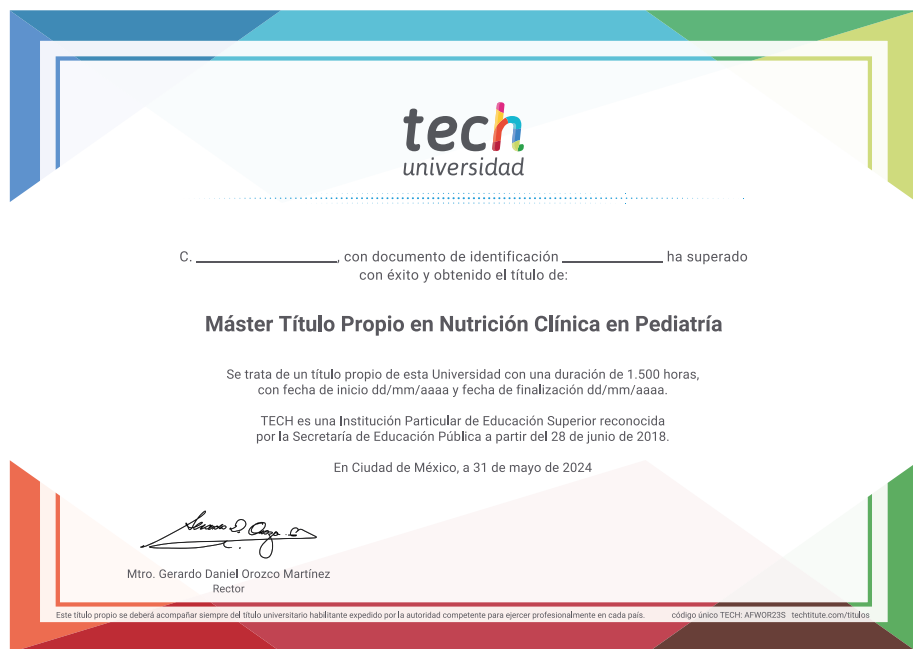 tech
universidad
C. ____________________, con documento de identificación ______________ ha superado
con éxito y obtenido el título de:
Máster Título Propio en Nutrición Clínica en Pediatría
Se trata de un título propio de esta Universidad con una duración de 1.500 horas,
con fecha de inicio dd/mm/aaaa y fecha de finalización dd/mm/aaaa.
TECH es una Institución Particular de Educación Superior reconocida
por la Secretaría de Educación Pública a partir del 28 de junio de 2018.
En Ciudad de México, a 31 de mayo de 2024
Mtro. Gerardo Daniel Orozco Martínez
Rector
Este título propio se deberá acompañar siempre del título universitario habilitante expedido por la autoridad competente para ejercer profesionalmente en cada país. código único TECH: AFWOR23S techtitute.com/titulos